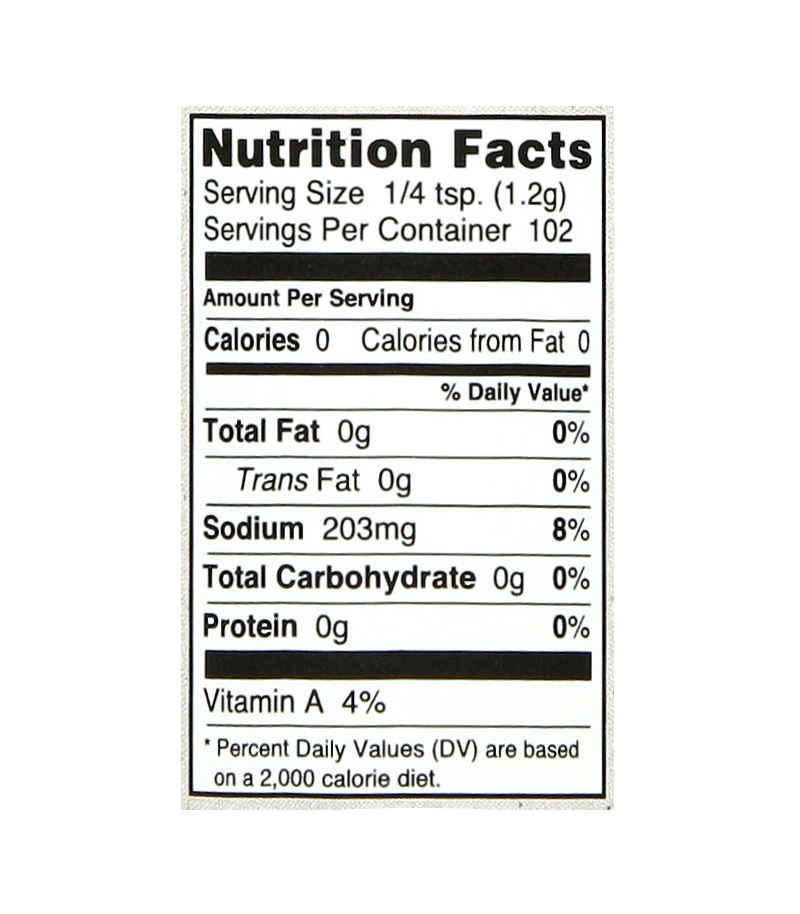 Nutrition Facts
Serving Size 1/4 tsp. (1.2g)
Servings Per Container 102
Amount Per Serving
Calories 0 Calories from Fat 0
% Daily Value*
Total Fat 0g 0%
Trans Fat 0g 0%
Sodium 203mg 8%
Total Carbohydrate 0g 0%
Protein 0g 0%
Vitamin A 4%
* Percent Daily Values (DV) are based
on a 2,000 calorie diet.